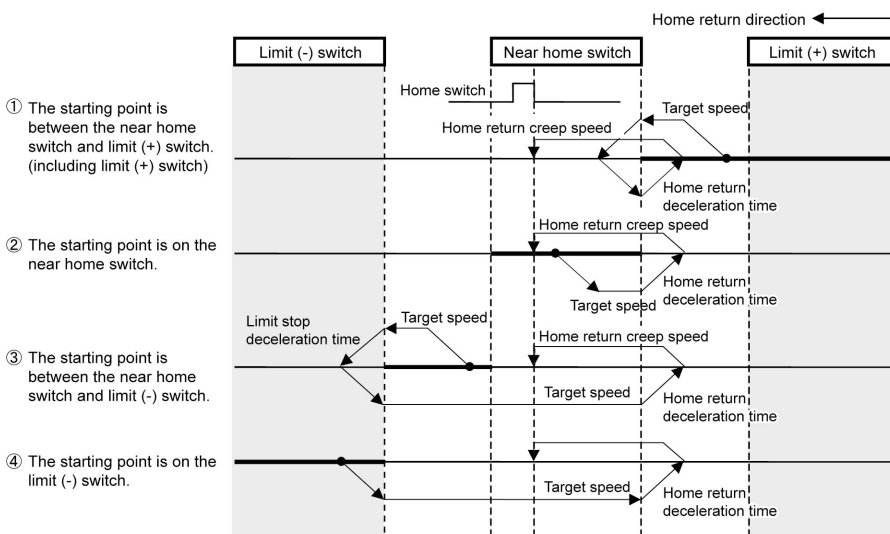 Home return direction
Limit (-) switch
Near home switch
Limit (+) switch
Home switch
① The starting point is
between the near home
switch and limit (+) switch.
(including limit (+) switch)
Target speed
Home return creep speed
Home return
deceleration time
② The starting point is on the
near home switch.
Home return creep speed
Target speed
Home return
deceleration time
③ The starting point is
between the near home
switch and limit (-) switch.
Limit stop
deceleration time
Target speed
Home return creep speed
Target speed
Home return
deceleration time
④ The starting point is on the
limit (-) switch.
Target speed
Home return
deceleration time